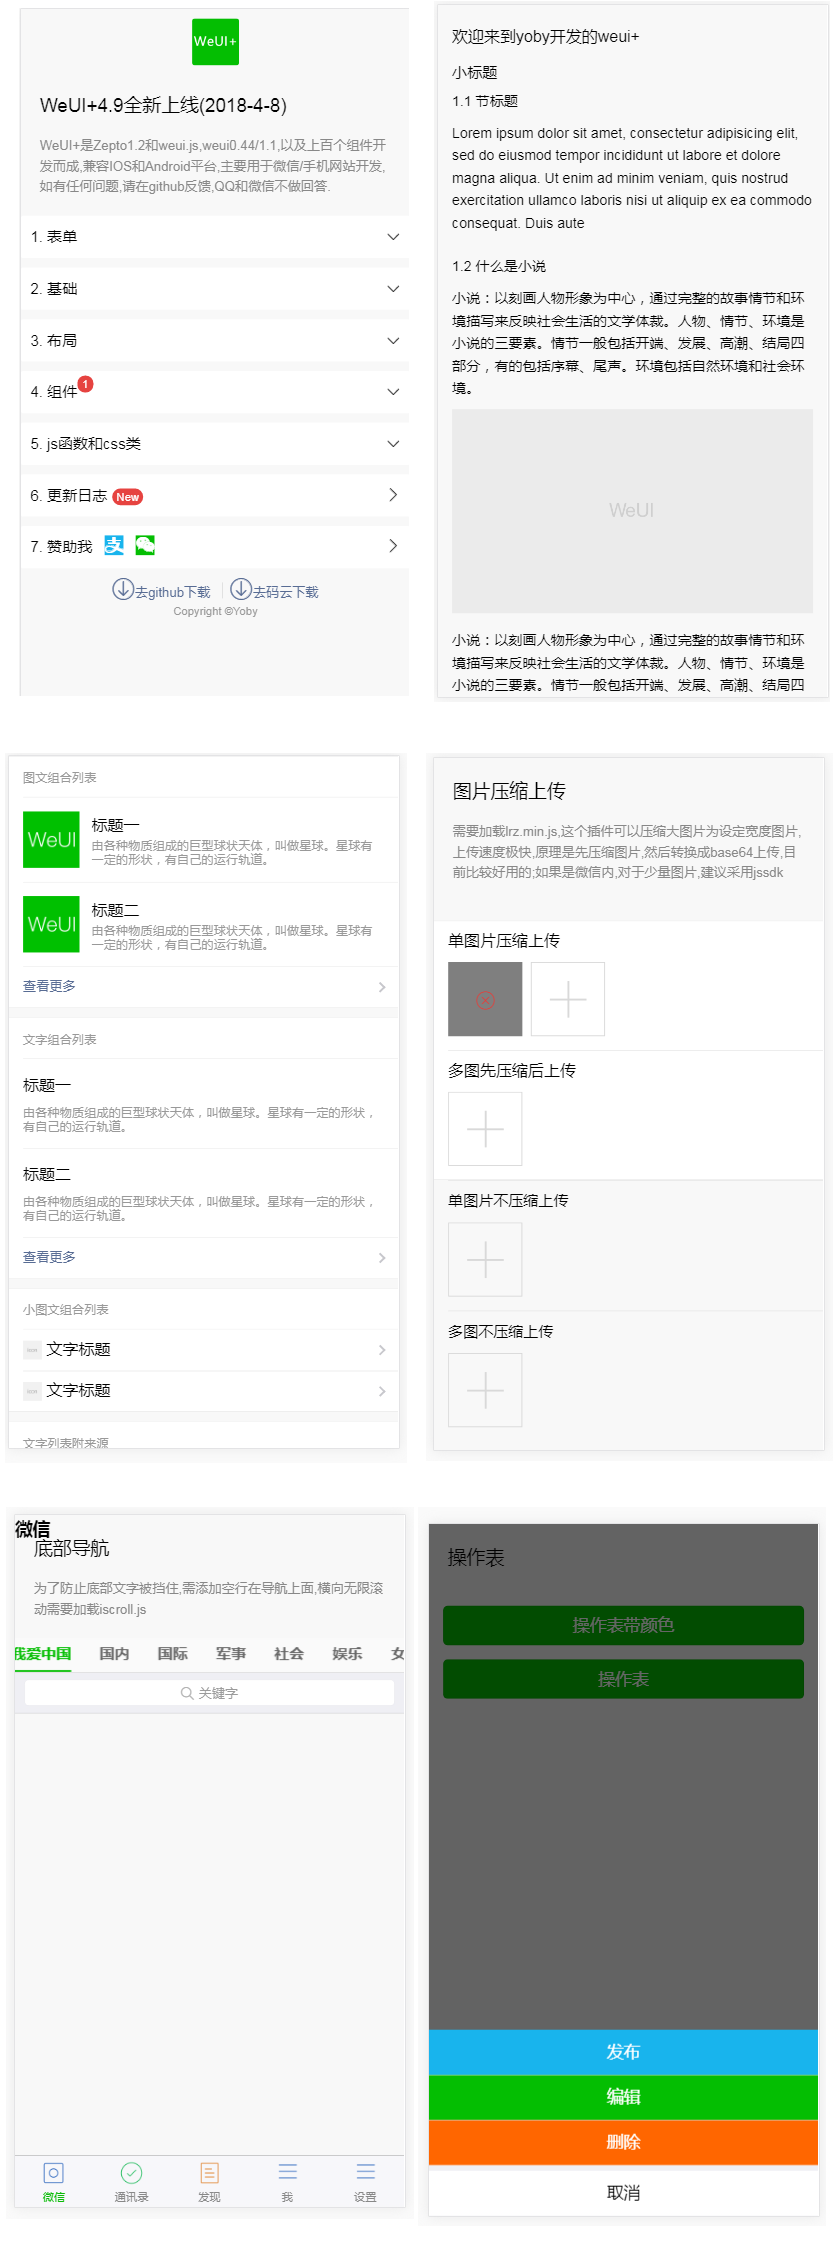 WeUI+
WeUI+4.9全新上线(2018-4-8)
WeUI+是Zepto1.2和weui.js,weui0.44/1.1,以及上百个组件开
发而成,兼容IOS和Android平台,主要用于微信/手机网站开发,
如有任何问题,请在github反馈,QQ和微信不做回答.
1. 表单
2. 基础
3. 布局
4. 组件 1
5. js函数和css类
6. 更新日志 New
7. 赞助我 支
去github下载 去码云下载
Copyright ©Yoby
欢迎来到yoby开发的weui+
小标题
1.1 节标题
Lorem ipsum dolor sit amet, consectetur adipisicing elit,
sed do eiusmod tempor incididunt ut labore et dolore
magna aliqua. Ut enim ad minim veniam, quis nostrud
exercitation ullamco laboris nisi ut aliquip ex ea commodo
consequat. Duis aute
1.2 什么是小说
小说：以刻画人物形象为中心，通过完整的故事情节和环
境描写来反映社会生活的文学体裁。人物、情节、环境是
小说的三要素。情节一般包括开端、发展、高潮、结局四
部分，有的包括序幕、尾声。环境包括自然环境和社会环
境。
WeUI
小说：以刻画人物形象为中心，通过完整的故事情节和环
境描写来反映社会生活的文学体裁。人物、情节、环境是
小说的三要素。情节一般包括开端、发展、高潮、结局四
图文组合列表
WeUI
标题一
由各种物质组成的巨型球状天体，叫做星球。星球有
一定的形状，有自己的运行轨道。
WeUI
标题二
由各种物质组成的巨型球状天体，叫做星球。星球有
一定的形状，有自己的运行轨道。
查看更多
文字组合列表
标题一
由各种物质组成的巨型球状天体，叫做星球。星球有一定的形状，
有自己的运行轨道。
标题二
由各种物质组成的巨型球状天体，叫做星球。星球有一定的形状，
有自己的运行轨道。
查看更多
小图文组合列表
文字标题
文字标题
文字列表附来源
图片压缩上传
需要加载lrz.min.js,这个插件可以压缩大图片为设定宽度图片,
上传速度极快,原理是先压缩图片,然后转换成base64上传,目
前比较好用的;如果是微信内,对于少量图片,建议采用jssdk
单图片压缩上传
多图先压缩后上传
单图片不压缩上传
多图不压缩上传
微信
底部导航
为了防止底部文字被挡住,需添加空行在导航上面,横向无限滚
动需要加载iscroll.js
我爱中国 国内 国际 军事 社会 娱乐 女
关键字
微信 通讯录 发现 我 设置
操作表
操作表带颜色
操作表
发布
编辑
删除
取消